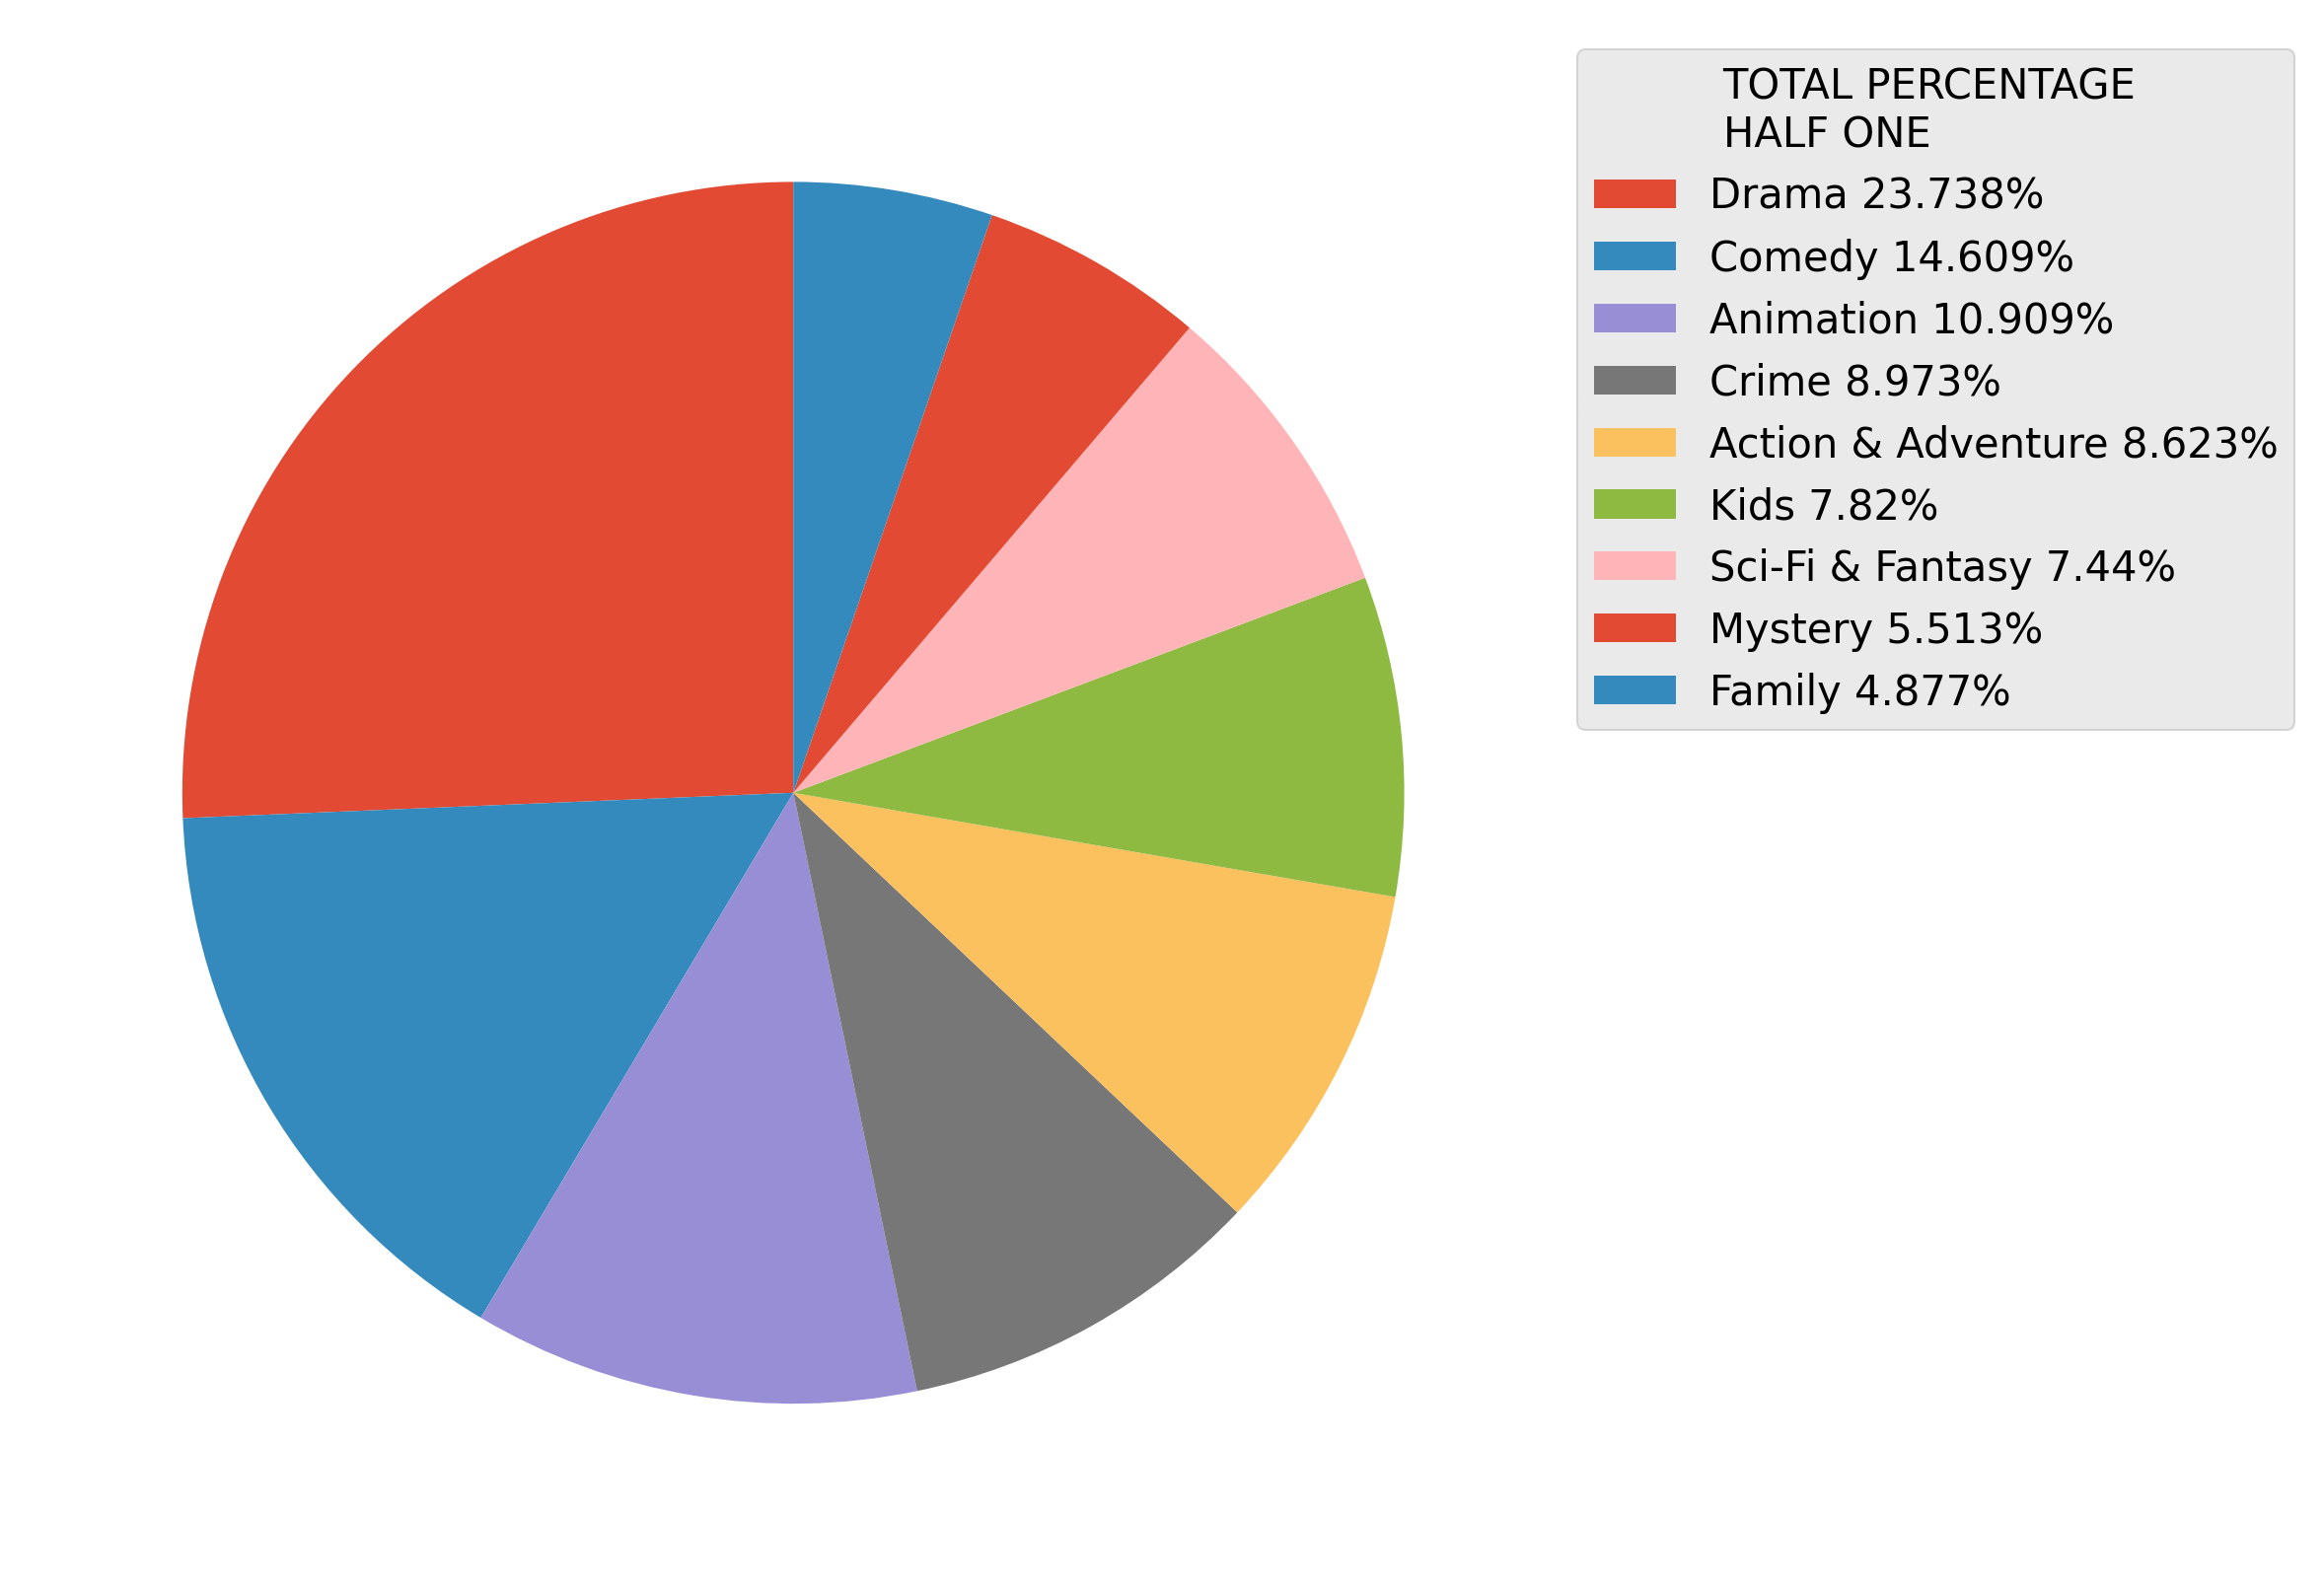 TOTAL PERCENTAGE
HALF ONE
Drama 23.738%
Comedy 14.609%
Animation 10.909%
Crime 8.973%
Action & Adventure 8.623%
Kids 7.82%
Sci-Fi & Fantasy 7.44%
Mystery 5.513%
Family 4.877%